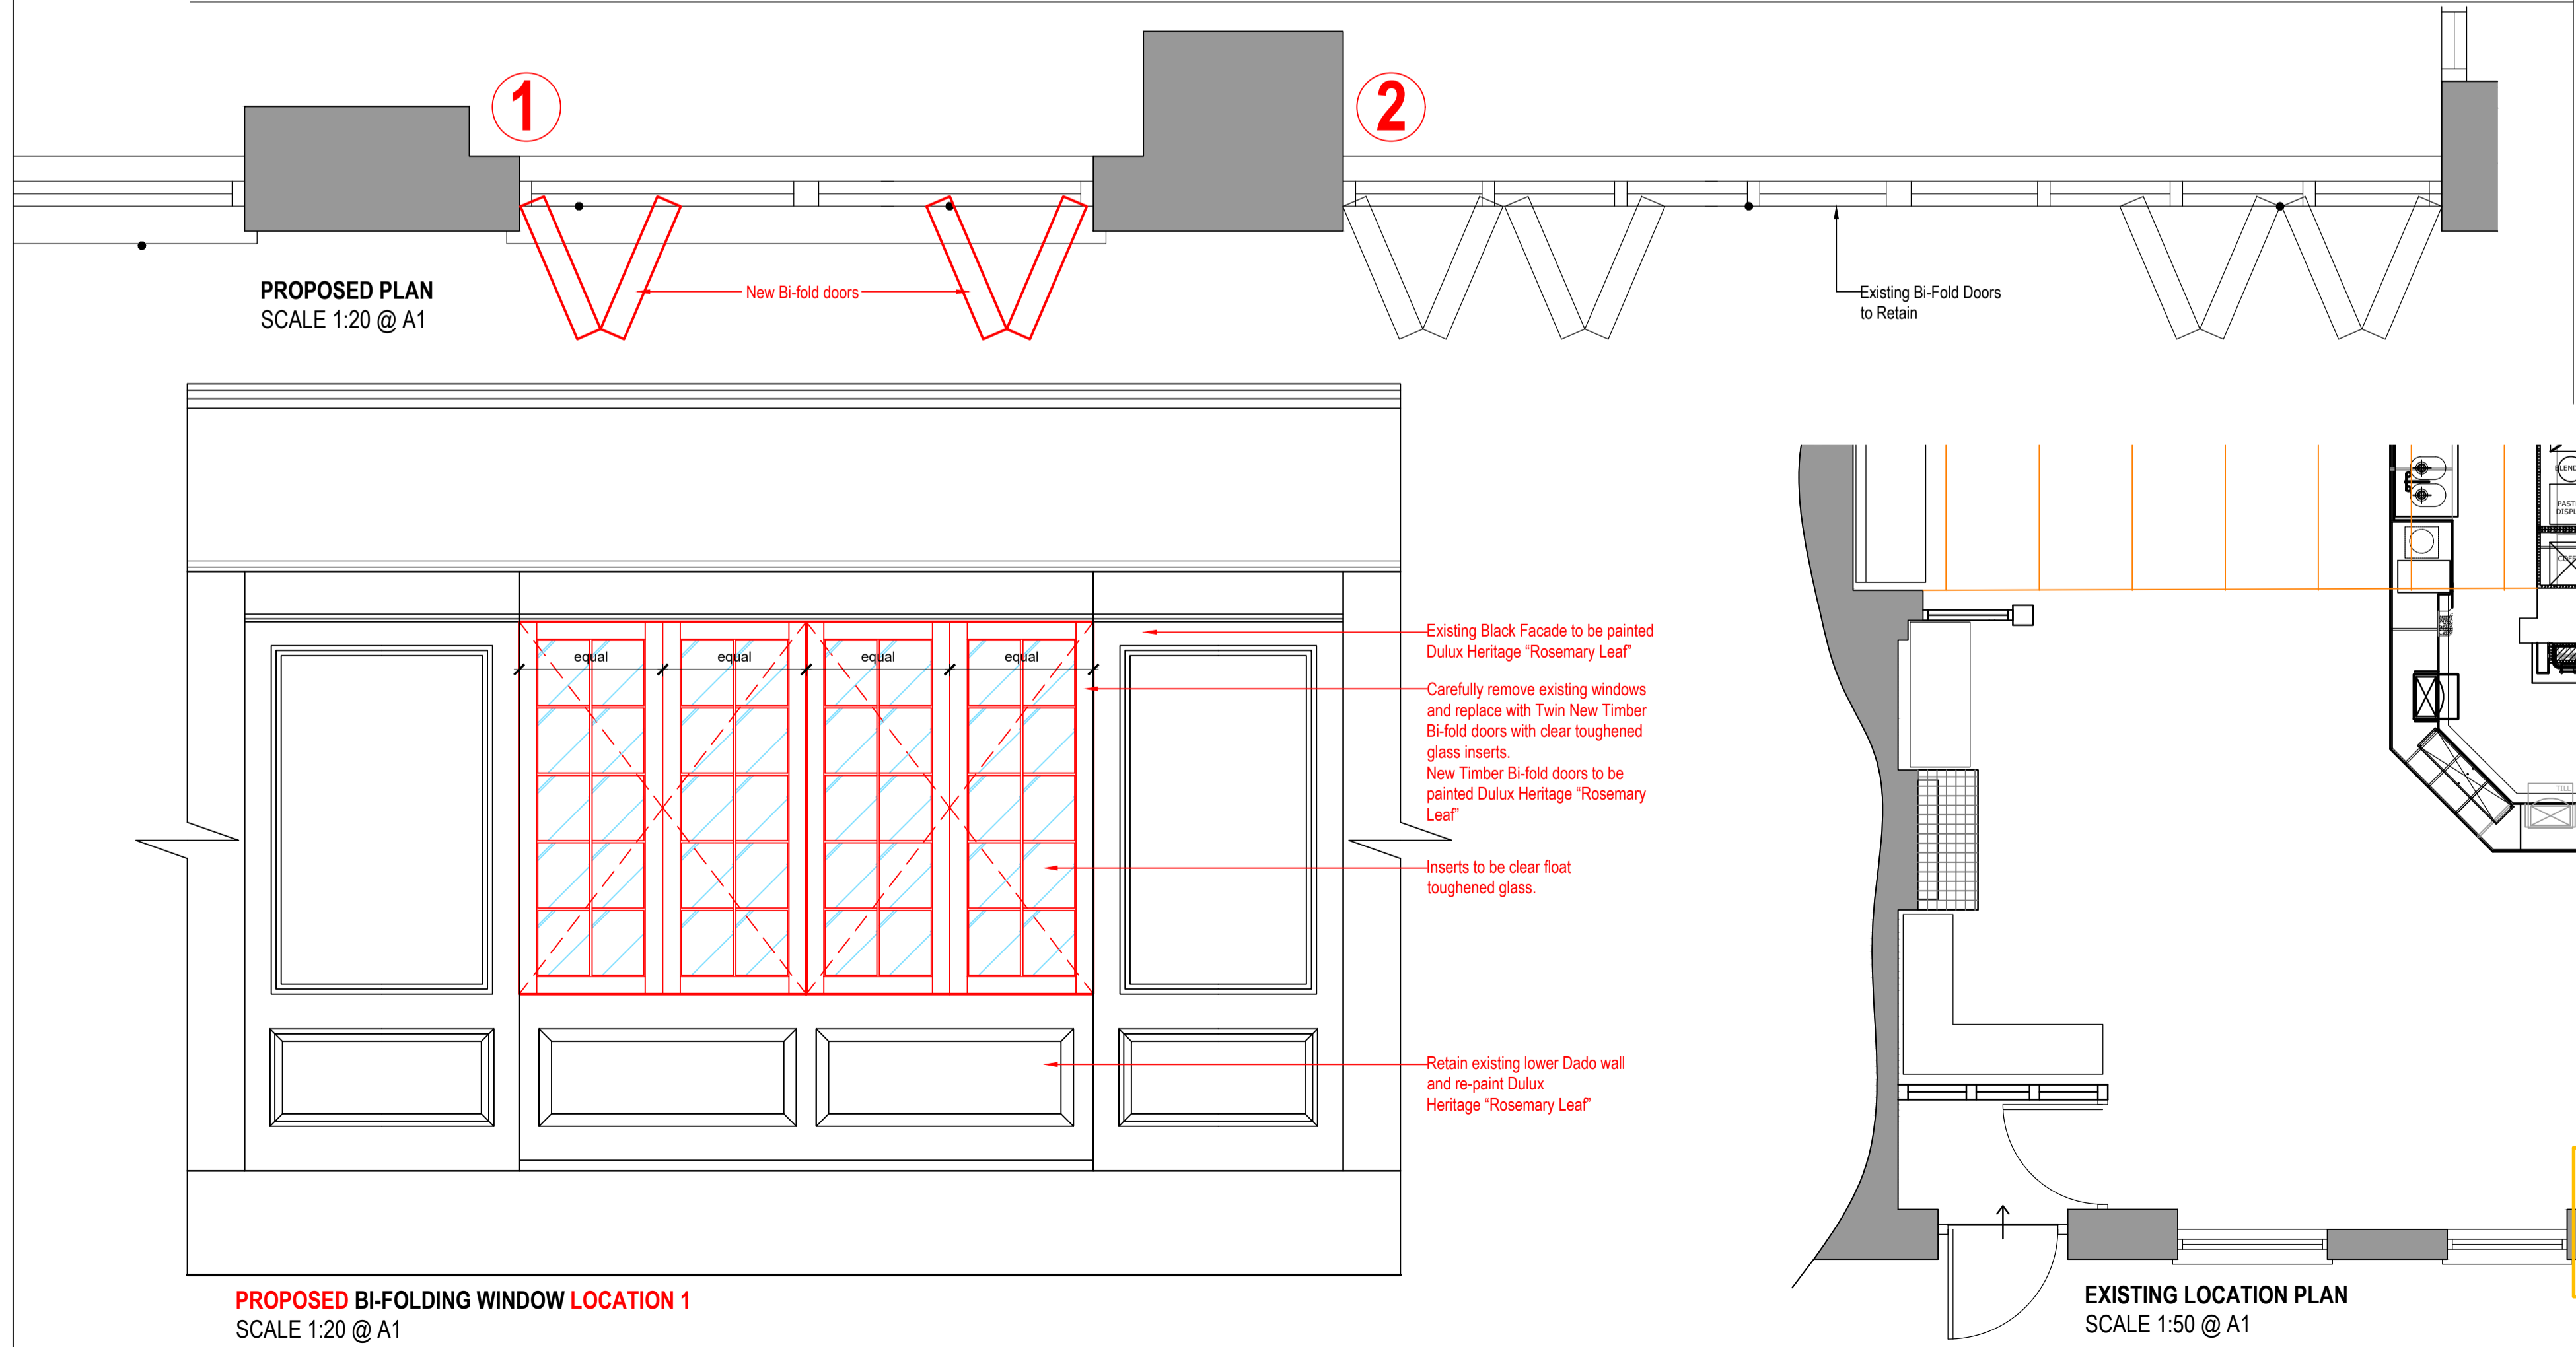 1
2
New Bi-fold doors
Existing Bi-Fold Doors
to Retain
PROPOSED PLAN
SCALE 1:20 @ A1
equal
equal
equal
equal
Existing Black Facade to be painted
Dulux Heritage “Rosemary Leaf”
Carefully remove existing windows
and replace with Twin New Timber
Bi-fold doors with clear toughened
glass inserts.
New Timber Bi-fold doors to be
painted Dulux Heritage “Rosemary
Leaf”
Inserts to be clear float
toughened glass.
Retain existing lower Dado wall
and re-paint Dulux
Heritage “Rosemary Leaf”
PROPOSED BI-FOLDING WINDOW LOCATION 1
SCALE 1:20 @ A1
TILL
EXISTING LOCATION PLAN
SCALE 1:50 @ A1